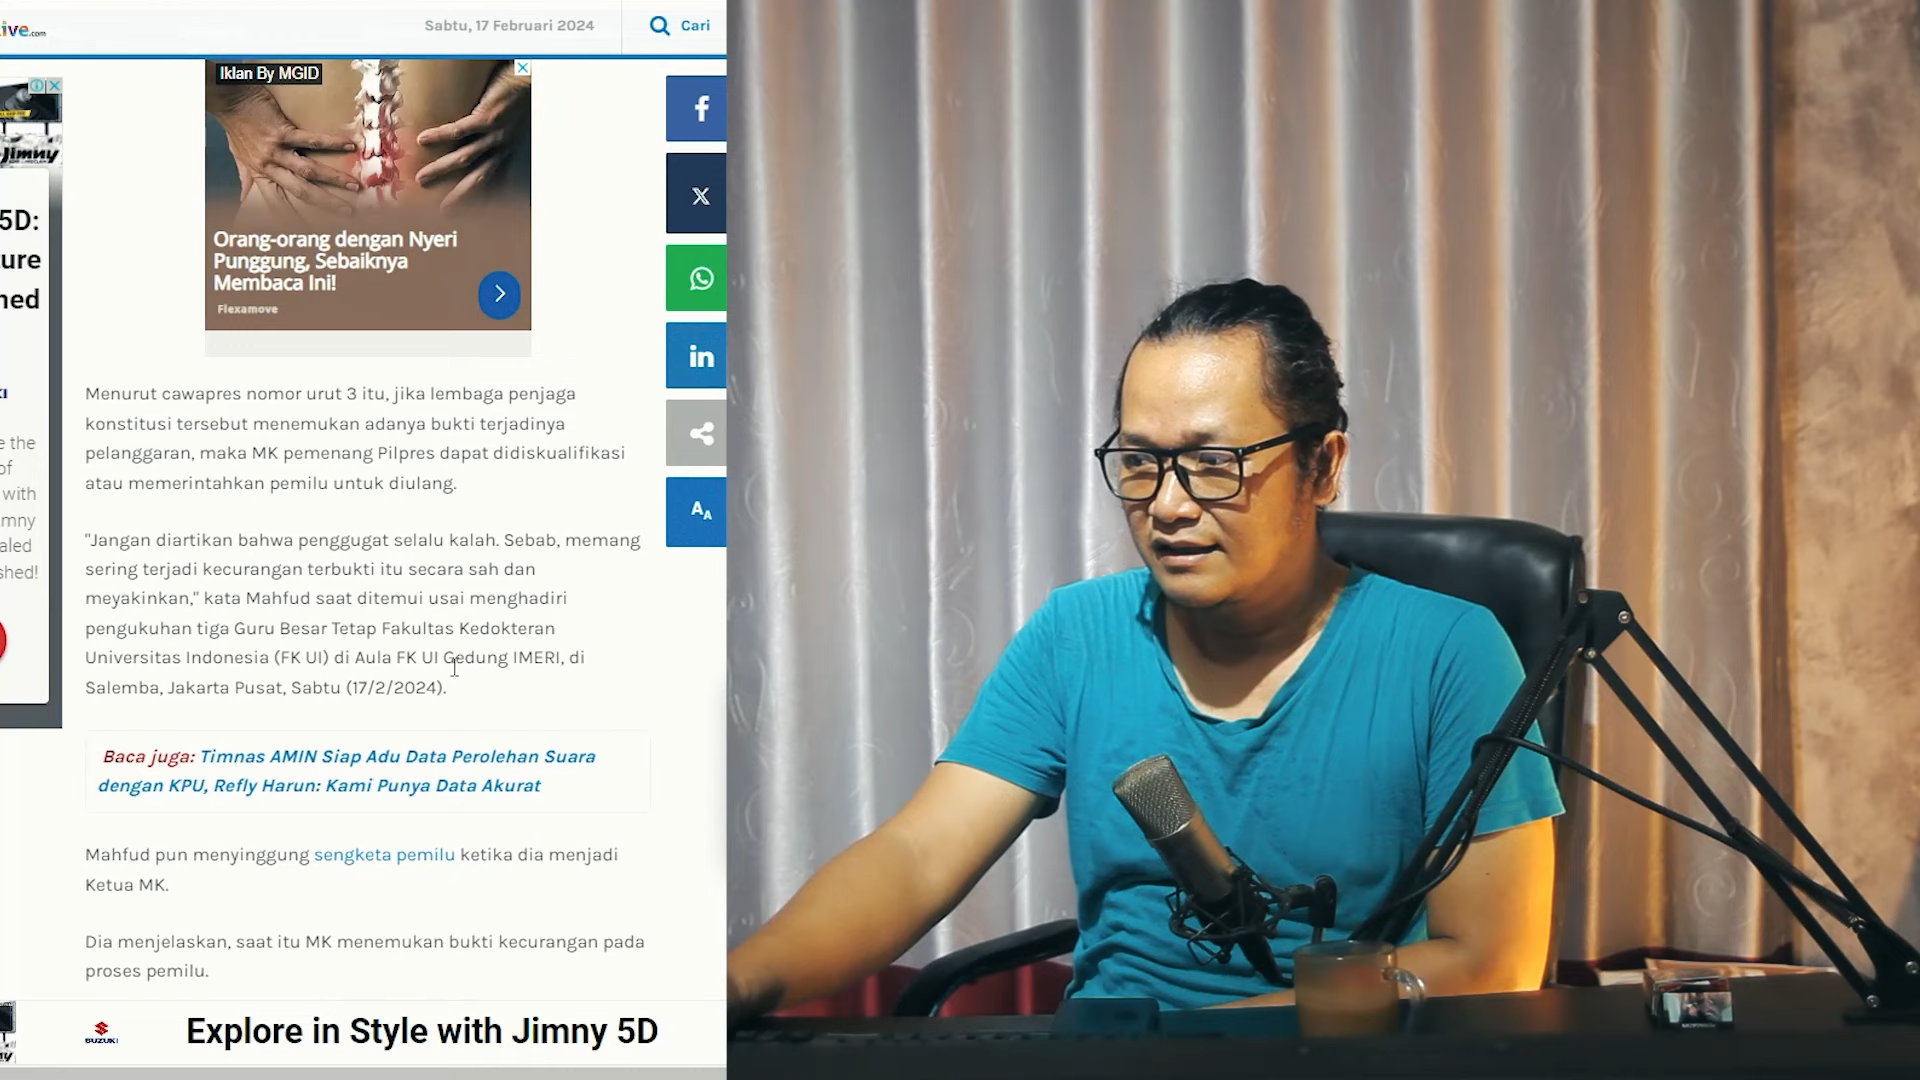 ive.com
Sabtu, 17 Februari 2024
Cari
Iklan By MGID
Orang-orang dengan Nyeri
Punggung, Sebaiknya
Membaca Ini!
Flexamove
Jimny
5D:
ure
ned
KI
e the
of
with
mny
aled
shed!
Menurut cawapres nomor urut 3 itu, jika lembaga penjaga
konstitusi tersebut menemukan adanya bukti terjadinya
pelanggaran, maka MK pemenang Pilpres dapat didiskualifikasi
atau memerintahkan pemilu untuk diulang.
"Jangan diartikan bahwa penggugat selalu kalah. Sebab, memang
sering terjadi kecurangan terbukti itu secara sah dan
meyakinkan," kata Mahfud saat ditemui usai menghadiri
pengukuhan tiga Guru Besar Tetap Fakultas Kedokteran
Universitas Indonesia (FK UI) di Aula FK UI Gedung IMERI, di
Salemba, Jakarta Pusat, Sabtu (17/2/2024).
Baca juga: Timnas AMIN Siap Adu Data Perolehan Suara
dengan KPU, Refly Harun: Kami Punya Data Akurat
Mahfud pun menyinggung sengketa pemilu ketika dia menjadi
Ketua MK.
Dia menjelaskan, saat itu MK menemukan bukti kecurangan pada
proses pemilu.
SUZUKI
Explore in Style with Jimny 5D